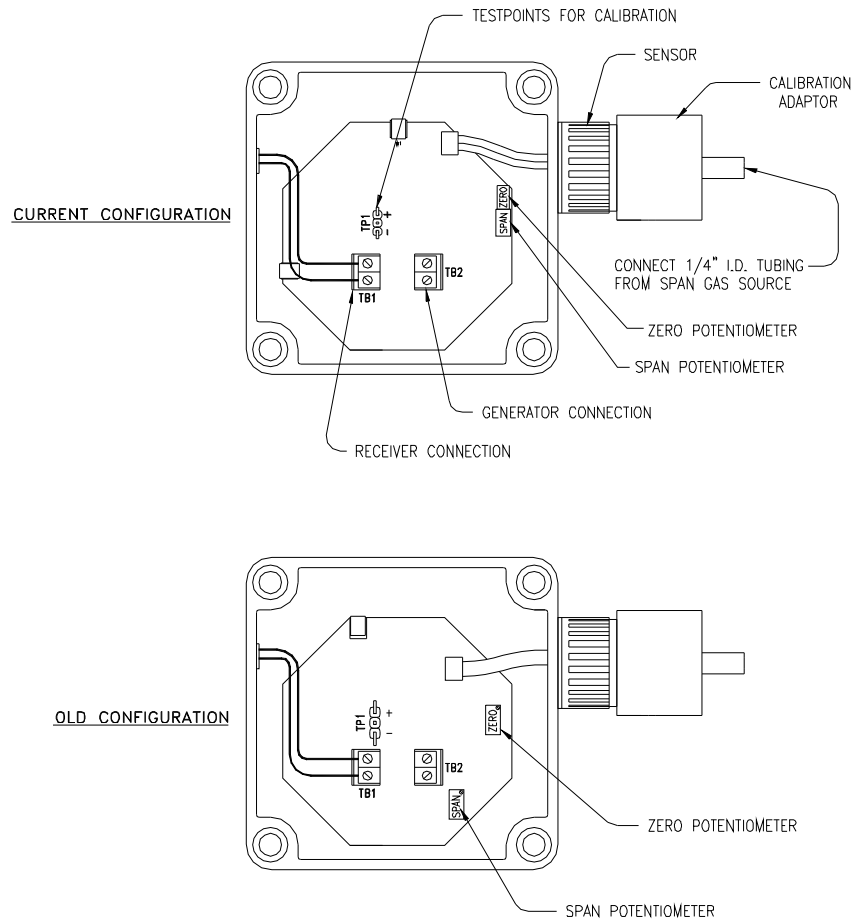 TESTPOINTS FOR CALIBRATION
SENSOR
CALIBRATION
ADAPTOR
CURRENT CONFIGURATION
TP1
+
-
ZERO
SPAN
TB1
TB2
CONNECT 1/4" I.D. TUBING
FROM SPAN GAS SOURCE
ZERO POTENTIOMETER
SPAN POTENTIOMETER
GENERATOR CONNECTION
RECEIVER CONNECTION
OLD CONFIGURATION
TP1
+
-
ZERO
TB1
TB2
SPAN
ZERO POTENTIOMETER
SPAN POTENTIOMETER